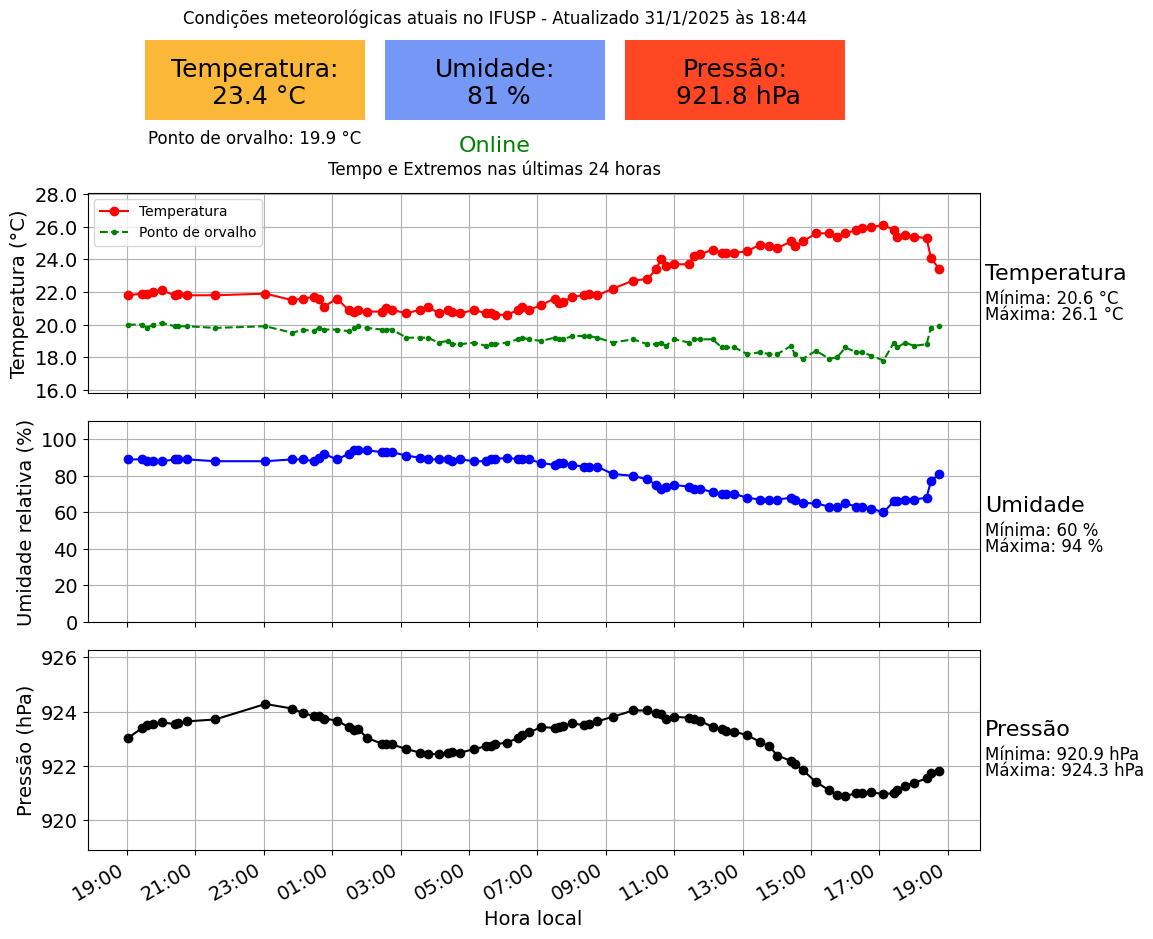 Condições meteorológicas atuais no IFUSP - Atualizado 31/1/2025 às 18:44
Temperatura:
23.4 °C
Umidade:
81 %
Pressão:
921.8 hPa
Ponto de orvalho: 19.9 °C
Online
Tempo e Extremos nas últimas 24 horas
Temperatura (°C)
28.0
26.0
24.0
22.0
20.0
18.0
16.0
Temperatura
Ponto de orvalho
Temperatura
Mínima: 20.6 °C
Máxima: 26.1 °C
Umidade relativa (%)
100
80
60
40
20
0
Umidade
Mínima: 60 %
Máxima: 94 %
Pressão (hPa)
926
924
922
920
Pressão
Mínima: 920.9 hPa
Máxima: 924.3 hPa
19:00 21:00 23:00 01:00 03:00 05:00 07:00 09:00 11:00 13:00 15:00 17:00 19:00
Hora local